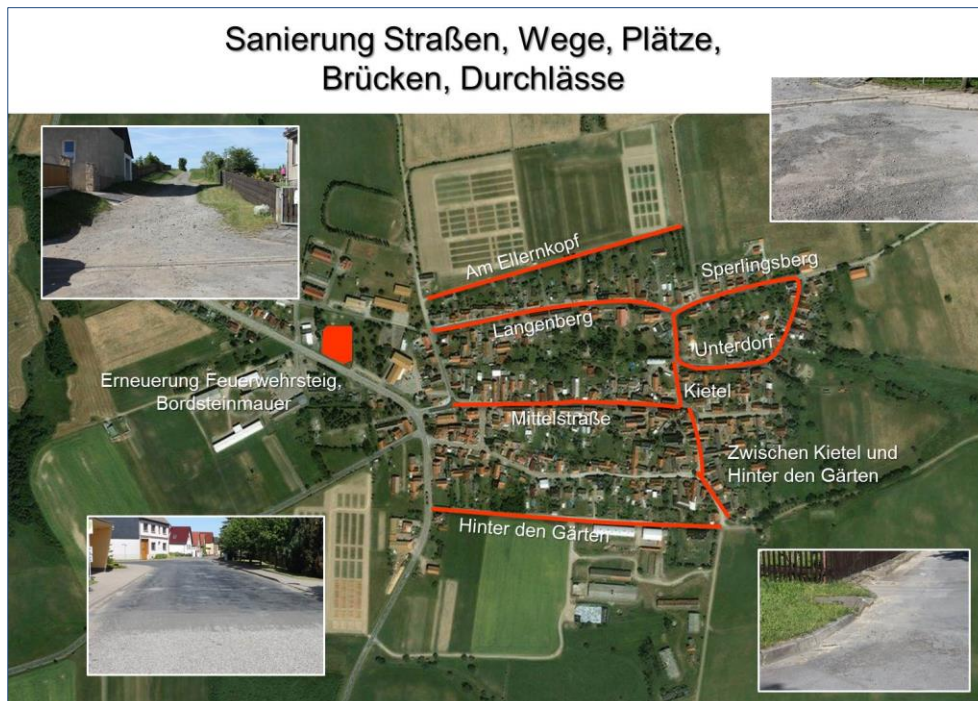 Sanierung Straßen, Wege, Plätze,
Brücken, Durchlässe
Am Ellernkopf
Sperlingsberg
Langenberg
Unterdorf
Erneuerung Feuerwehrsteig,
Bordsteinmauer
Kietel
Mittelstraße
Zwischen Kietel und
Hinter den Gärten
Hinter den Gärten